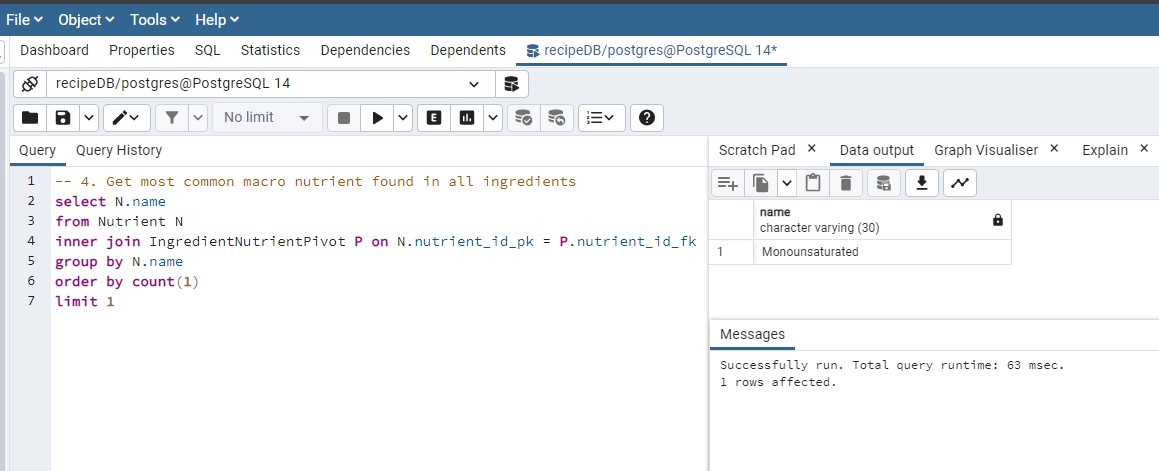 File Object Tools Help
Dashboard Properties SQL Statistics Dependencies Dependents recipeDB/postgres@PostgreSQL 14*
recipeDB/postgres@PostgreSQL 14
No limit E
Query Query History
1 -- 4. Get most common macro nutrient found in all ingredients
2 select N.name
3 from Nutrient N
4 inner join IngredientNutrientPivot P on N.nutrient_id_pk = P.nutrient_id_fk
5 group by N.name
6 order by count(1)
7 limit 1
Scratch Pad Data output Graph Visualiser Explain
name
character varying (30)
1 Monounsaturated
Messages
Successfully run. Total query runtime: 63 msec.
1 rows affected.